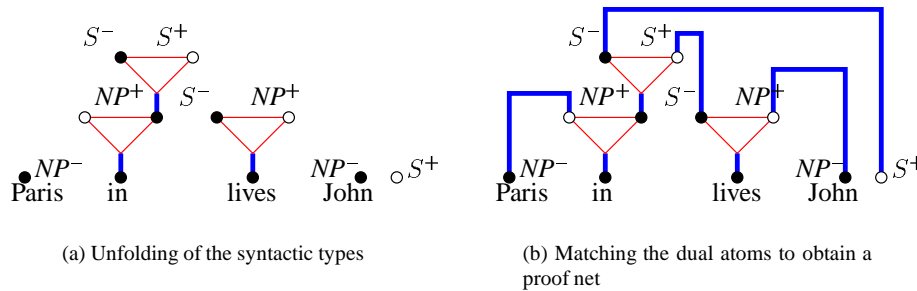 S− S+
NP+ S− NP+
NP− NP− S+
Paris in lives John
(a) Unfolding of the syntactic types
S− S+
NP+ S− NP+
NP− NP− S+
Paris in lives John
(b) Matching the dual atoms to obtain a
proof net